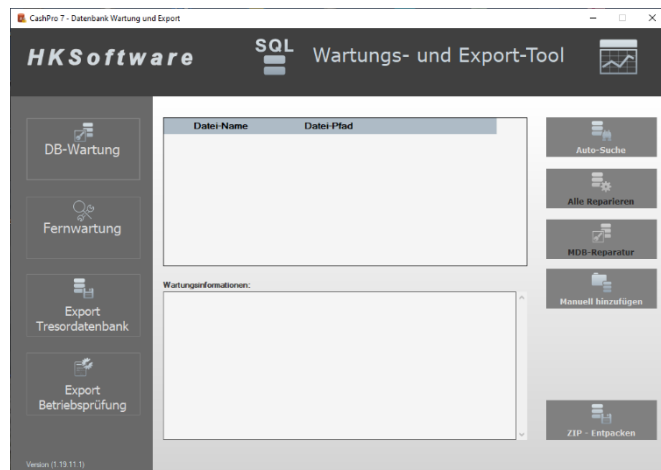 CashPro 7 - Datenbank Wartung und Export
HKSoftware
SQL
Wartungs- und Export-Tool
DB-Wartung
Fernwartung
Export
Tresordatenbank
Export
Betriebsprüfung
Version (1.19.11.1)
Datei-Name Datei-Pfad
Wartungsinformationen:
Auto-Suche
Alle Reparieren
MDB-Reparatur
Manuell hinzufügen
ZIP - Entpacken